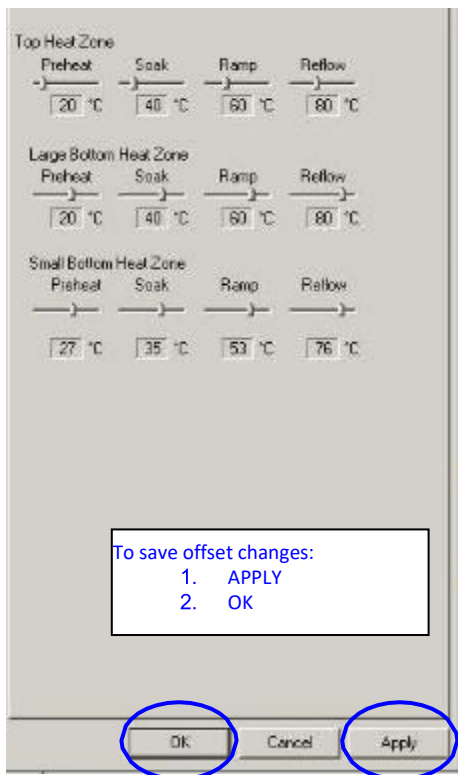 Top Heat Zone
Preheat Soak Ramp Reflow
20 °C 40 °C 60 °C 80 °C
Large Bottom Heat Zone
Preheat Soak Ramp Reflow
20 °C 40 °C 60 °C 80 °C
Small Bottom Heat Zone
Preheat Soak Ramp Reflow
27 °C 35 °C 53 °C 76 °C
To save offset changes:
1. APPLY
2. OK
OK Cancel Apply